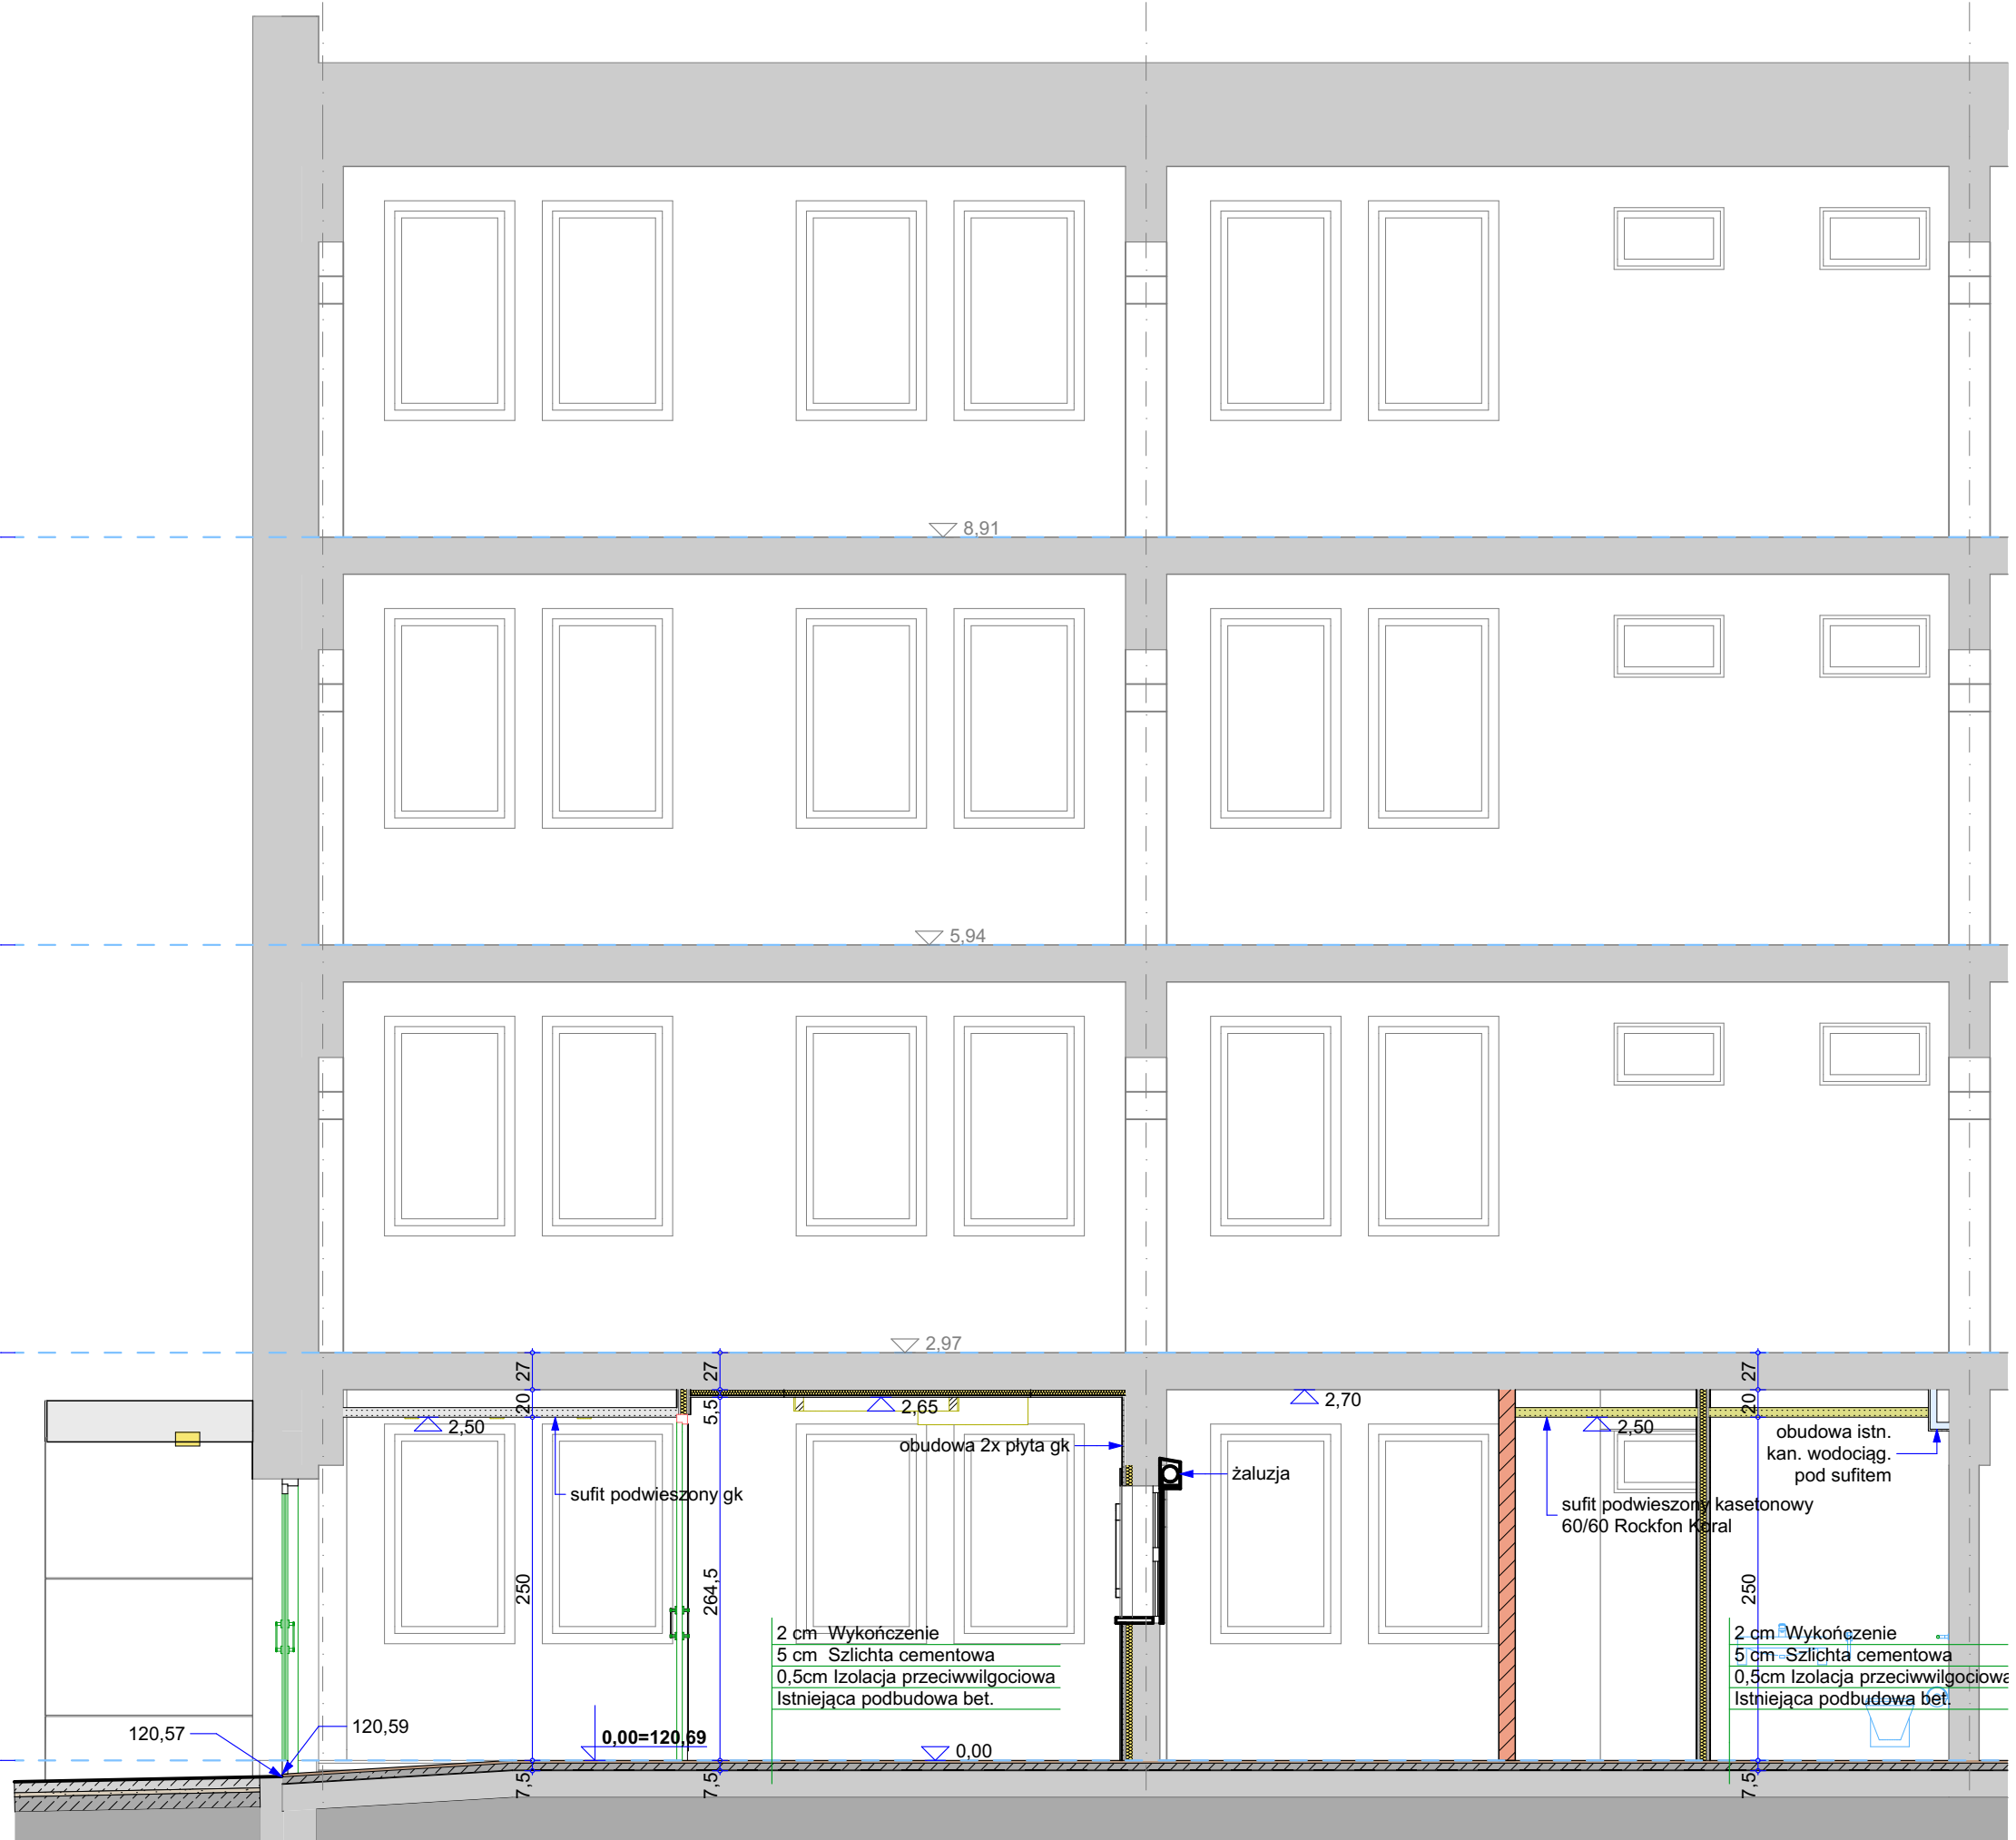 8,91
5,94
2,97
27
27
27
20
5,5
20
2,50
2,65
2,70
2,50
obudowa 2x płyta gk
żaluzja
obudowa istn.
kan. wodociąg.
pod sufitem
sufit podwieszony gk
sufit podwieszony kasetonowy
60/60 Rockfon Koral
250
264,5
250
2 cm Wykończenie
5 cm Szlichta cementowa
0,5cm Izolacja przeciwwilgociowa
Istniejąca podbudowa bet.
2 cm Wykończenie
5 cm Szlichta cementowa
0,5cm Izolacja przeciwwilgociowa
Istniejąca podbudowa bet.
120,57
120,59
0,00=120,69
0,00
7,5
7,5
7,5